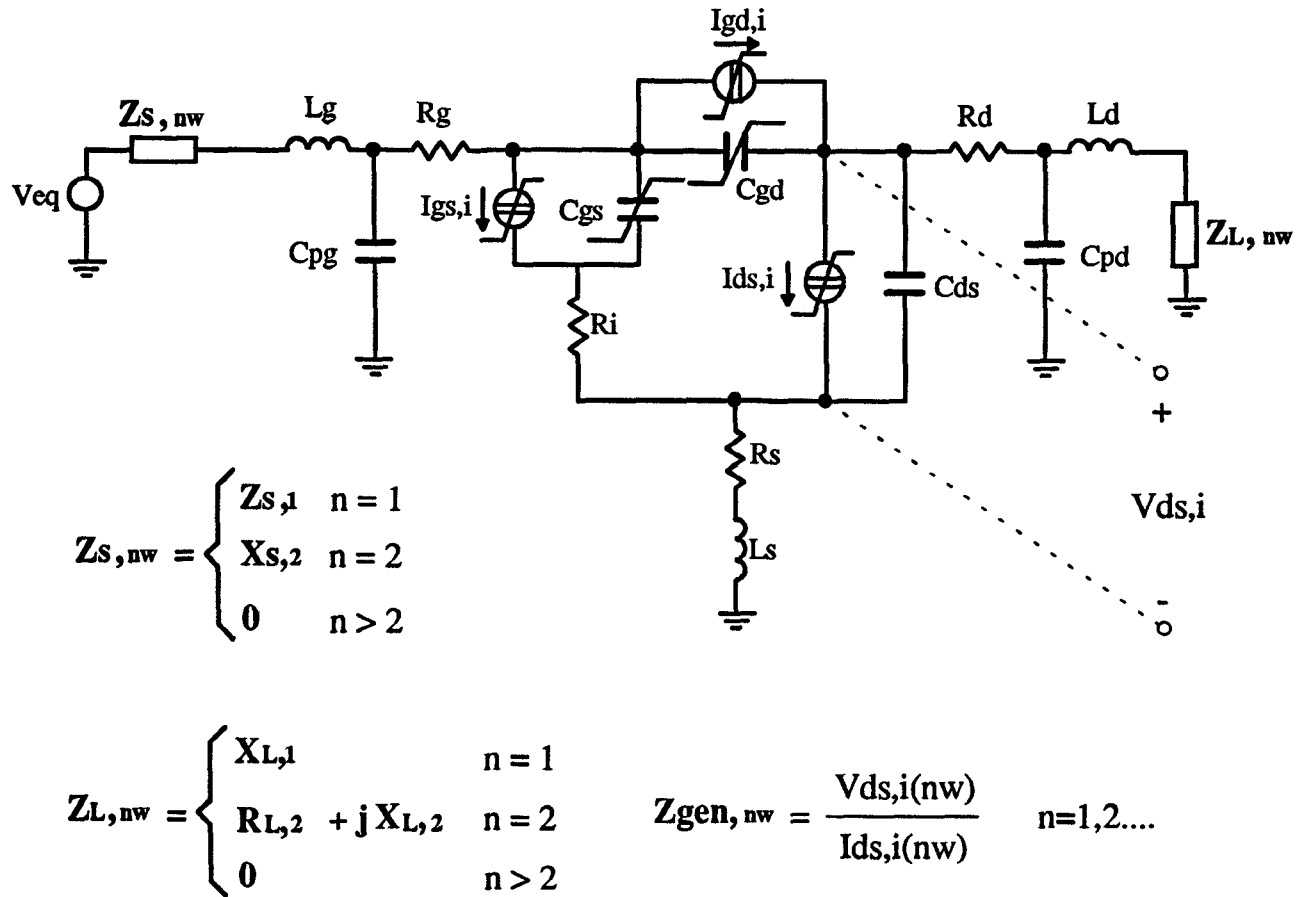 Igd,i
Zs,nw
Lg
Rg
Rd
Ld
Veq
Igs,i
Cgs
Cgd
ZL,nw
Cpg
Ids,i
Cds
Cpd
Ri
+
Rs
Vds,i
Ls
-
Zs,nw = { Zs,1 n = 1
Xs,2 n = 2
0 n > 2
ZL,nw = { XL,1 n = 1
RL,2 + j XL,2 n = 2
0 n > 2
Zgen,nw = Vds,i(nw) / Ids,i(nw) n=1,2....